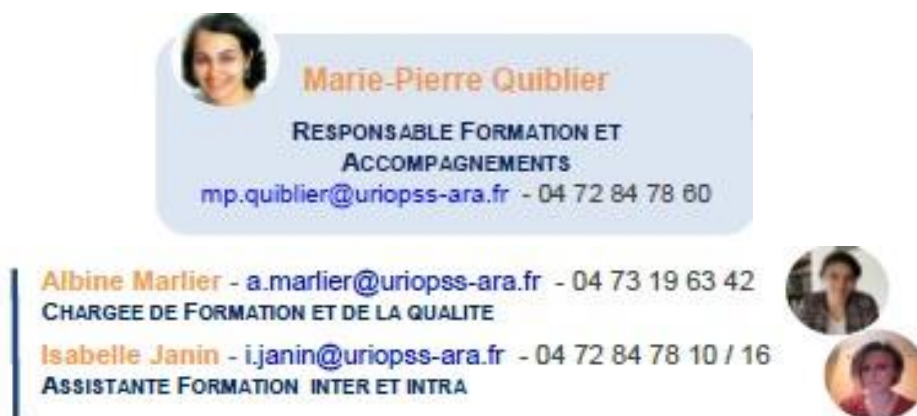 Marie-Pierre Quiblier
RESPONSABLE FORMATION ET
ACCOMPAGNEMENTS
mp.quiblier@uriopss-ara.fr - 04 72 84 78 60
Albine Marlier - a.marlier@uriopss-ara.fr - 04 73 19 63 42
CHARGEE DE FORMATION ET DE LA QUALITE
Isabelle Janin - i.janin@uriopss-ara.fr - 04 72 84 78 10 / 16
ASSISTANTE FORMATION INTER ET INTRA